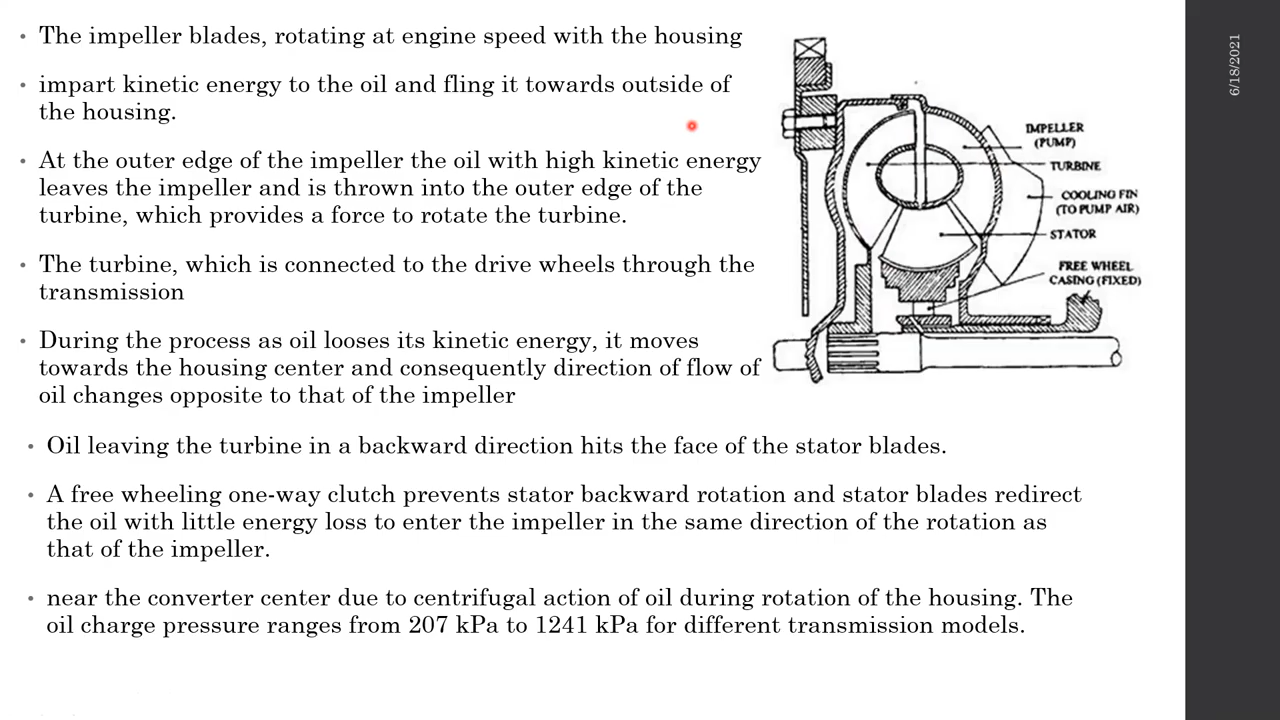 • The impeller blades, rotating at engine speed with the housing
• impart kinetic energy to the oil and fling it towards outside of
the housing.
• At the outer edge of the impeller the oil with high kinetic energy
leaves the impeller and is thrown into the outer edge of the
turbine, which provides a force to rotate the turbine.
• The turbine, which is connected to the drive wheels through the
transmission
• During the process as oil looses its kinetic energy, it moves
towards the housing center and consequently direction of flow of
oil changes opposite to that of the impeller
• Oil leaving the turbine in a backward direction hits the face of the stator blades.
• A free wheeling one-way clutch prevents stator backward rotation and stator blades redirect
the oil with little energy loss to enter the impeller in the same direction of the rotation as
that of the impeller.
• near the converter center due to centrifugal action of oil during rotation of the housing. The
oil charge pressure ranges from 207 kPa to 1241 kPa for different transmission models.
IMPELLER
(PUMP)
TURBINE
COOLING FIN
(TO PUMP AIR)
STATOR
FREE WHEEL
CASING (FIXED)
6/18/2021